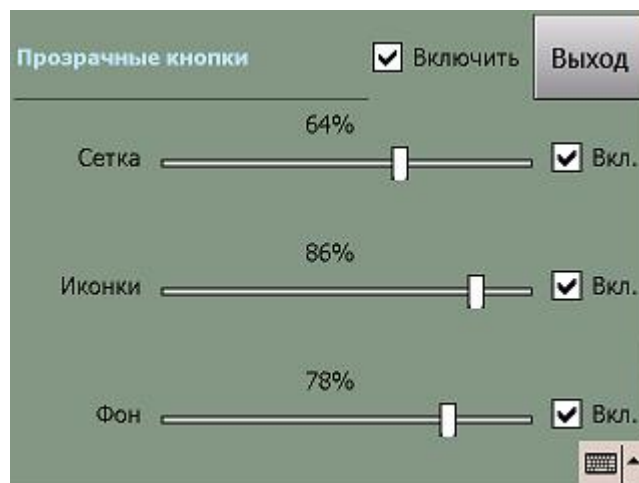 Прозрачные кнопки Включить Выход
64%
Сетка Вкл.
86%
Иконки Вкл.
78%
Фон Вкл.